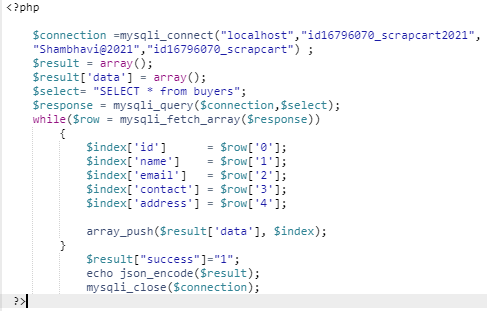 <?php
$connection =mysqli_connect("localhost","id16796070_scrapcart2021",
"Shambhavi@2021","id16796070_scrapcart") ;
$result = array();
$result['data'] = array();
$select= "SELECT * from buyers";
$response = mysqli_query($connection,$select);
while($row = mysqli_fetch_array($response))
{
$index['id']      = $row['0'];
$index['name']    = $row['1'];
$index['email']   = $row['2'];
$index['contact'] = $row['3'];
$index['address'] = $row['4'];
array_push($result['data'], $index);
}
$result["success"]="1";
echo json_encode($result);
mysqli_close($connection);
?>